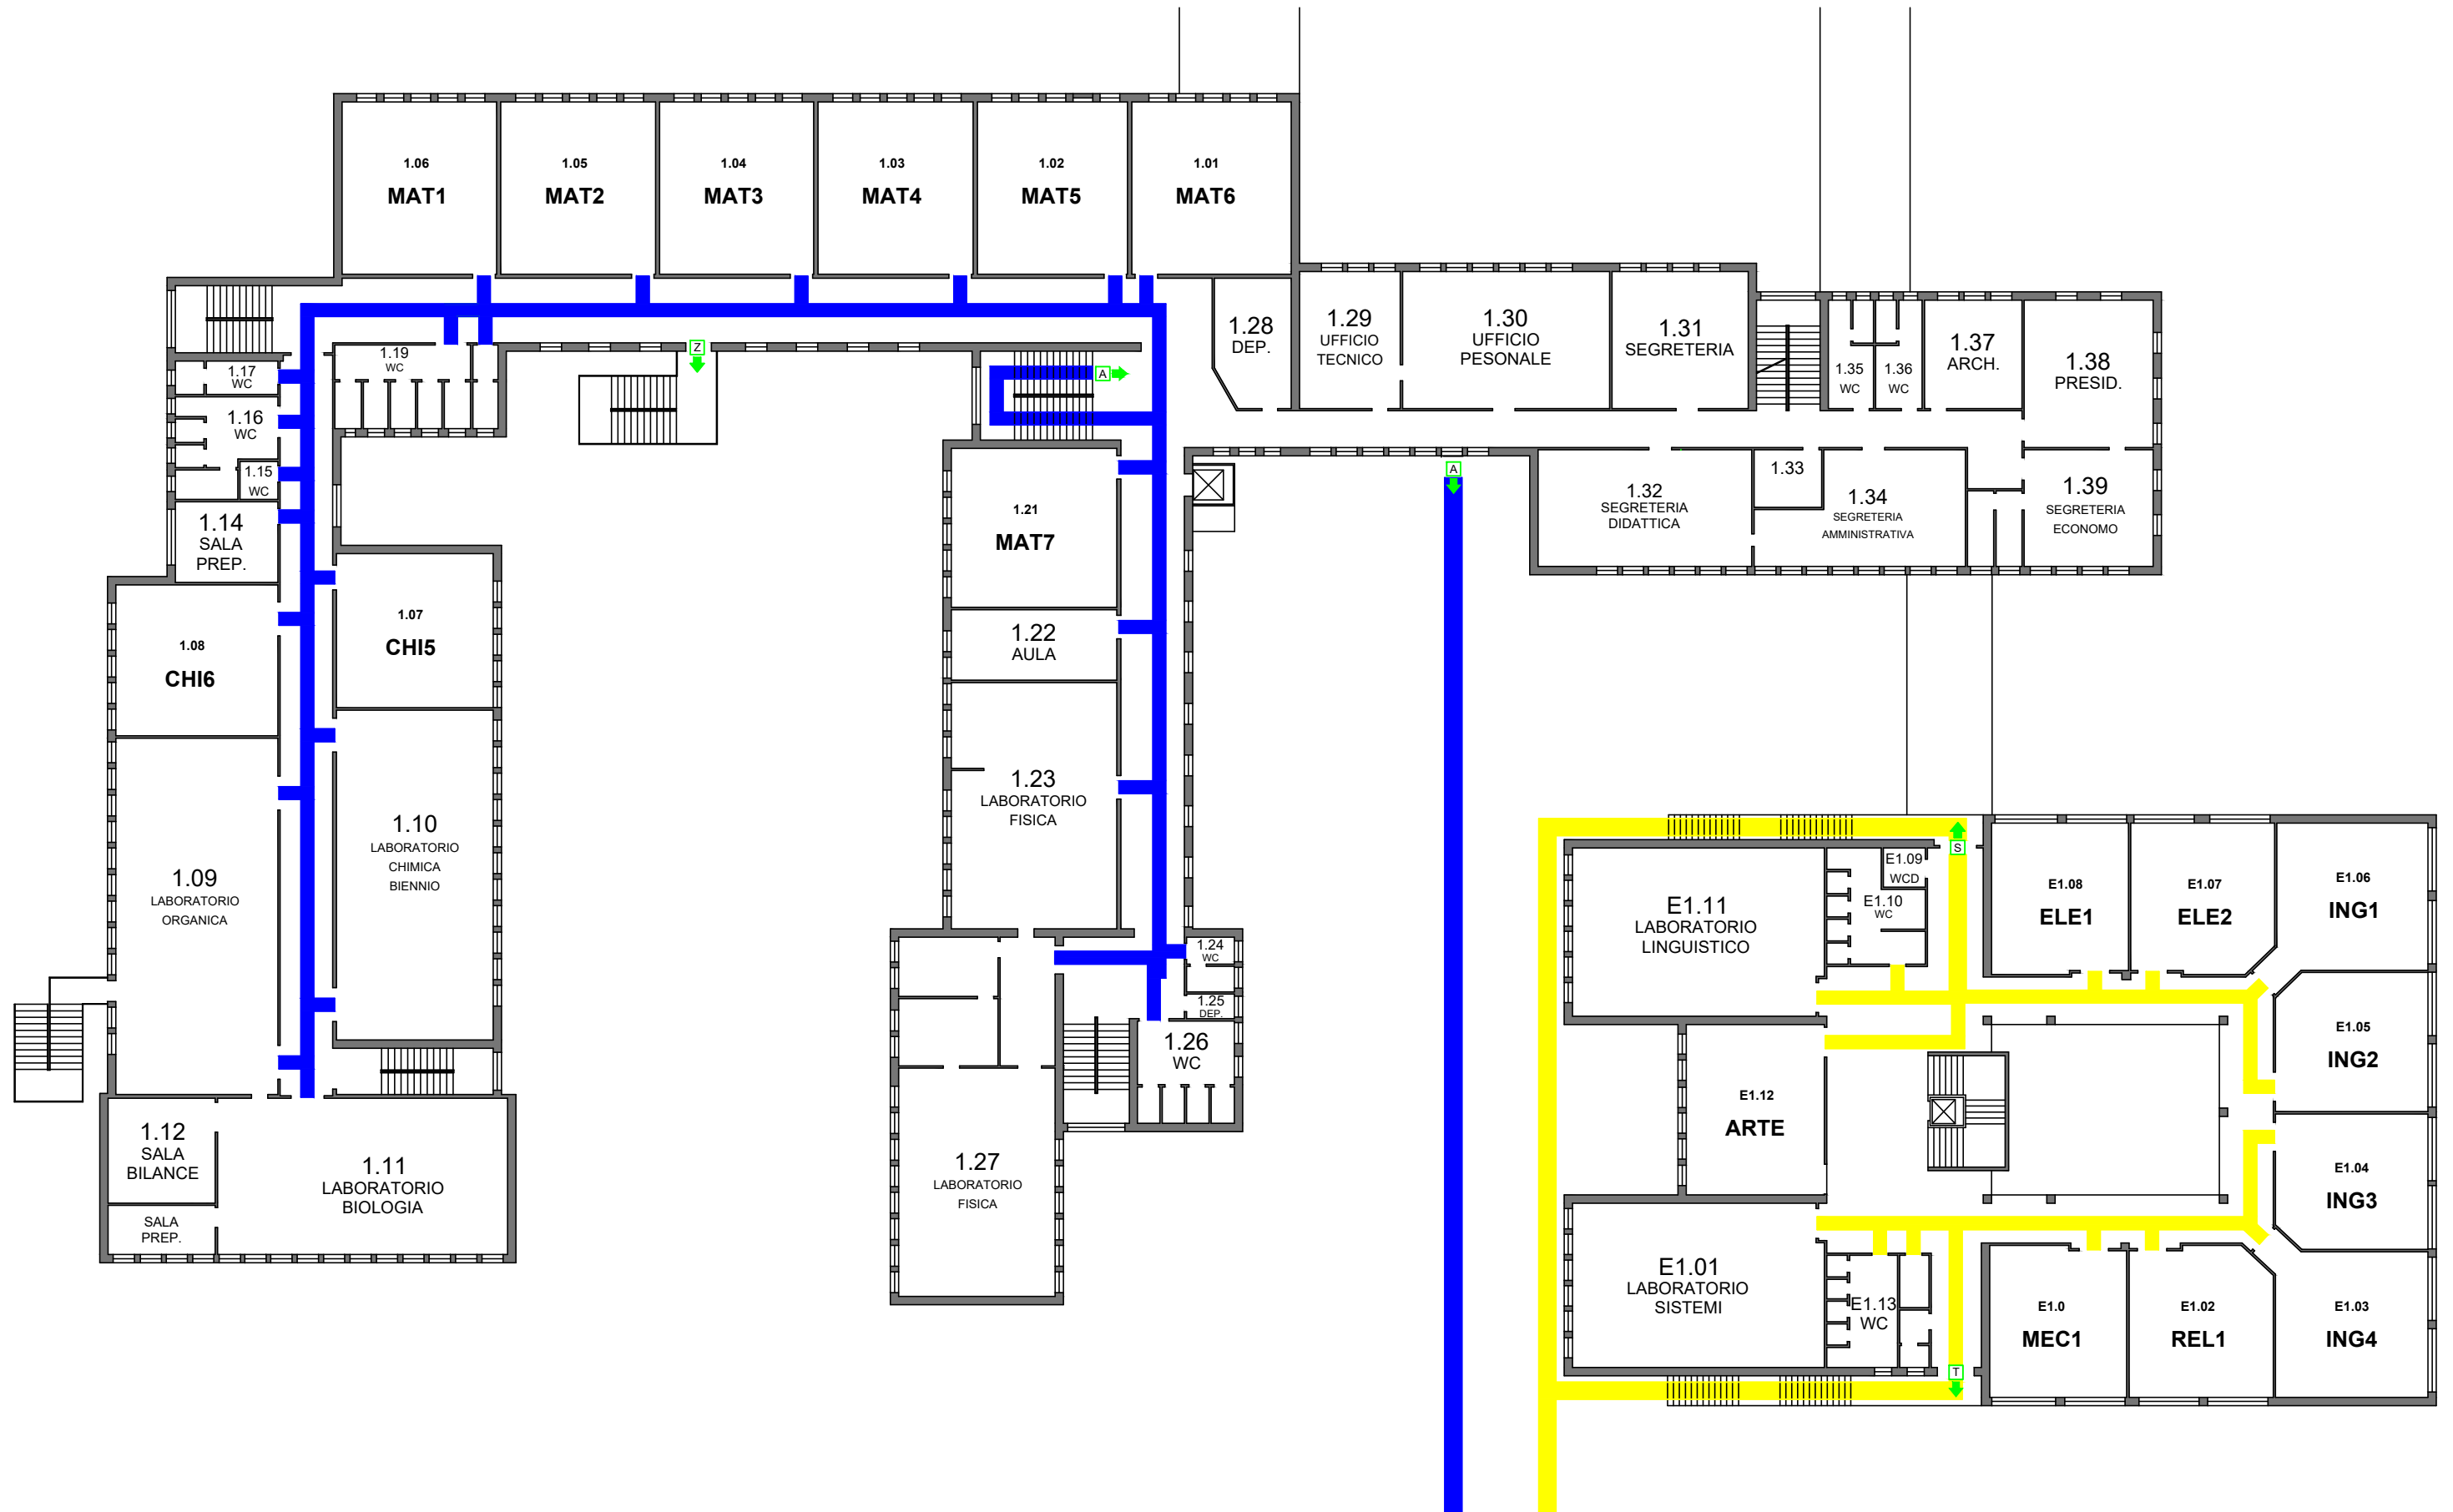 1.06
MAT1
1.05
MAT2
1.04
MAT3
1.03
MAT4
1.02
MAT5
1.01
MAT6
1.28
DEP.
1.29
UFFICIO
TECNICO
1.30
UFFICIO
PESONALE
1.31
SEGRETERIA
1.35
WC
1.36
WC
1.37
ARCH.
1.38
PRESID.
1.17
WC
1.19
WC
Z
A
1.16
WC
1.15
WC
1.14
SALA
PREP.
1.21
MAT7
A
1.32
SEGRETERIA
DIDATTICA
1.33
1.34
SEGRETERIA
AMMINISTRATIVA
1.39
SEGRETERIA
ECONOMO
1.08
CHI6
1.07
CHI5
1.22
AULA
1.23
LABORATORIO
FISICA
1.09
LABORATORIO
ORGANICA
1.10
LABORATORIO
CHIMICA
BIENNIO
1.24
WC
1.25
DEP.
1.26
WC
1.12
SALA
BILANCE
SALA
PREP.
1.11
LABORATORIO
BIOLOGIA
1.27
LABORATORIO
FISICA
E1.11
LABORATORIO
LINGUISTICO
E1.09
WCD
E1.10
WC
S
E1.08
ELE1
E1.07
ELE2
E1.06
ING1
E1.05
ING2
E1.12
ARTE
E1.04
ING3
E1.01
LABORATORIO
SISTEMI
E1.13
WC
T
E1.0
MEC1
E1.02
REL1
E1.03
ING4